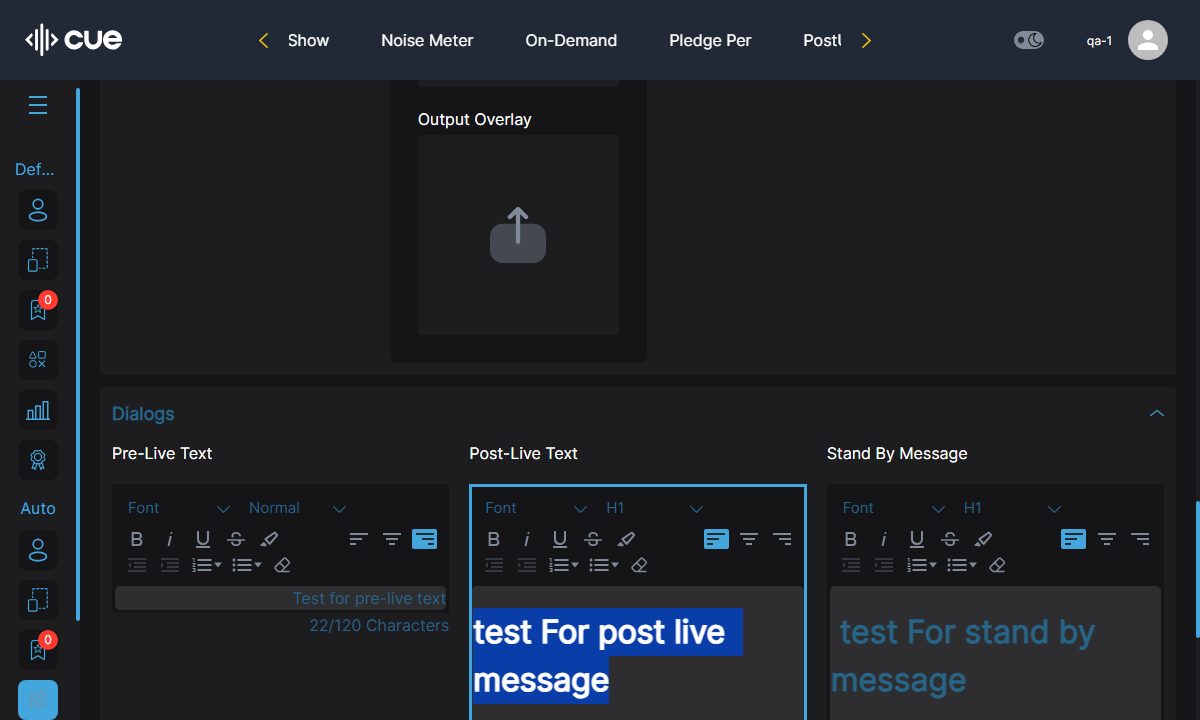 cue
Show
Noise Meter
On-Demand
Pledge Per
qa-1
Def...
0
Auto
0
Output Overlay
Dialogs
Pre-Live Text
Post-Live Text
Stand By Message
Font
Normal
Font
H1
Font
H1
B i U S
B i U S
B i U S
Test for pre-live text
22/120 Characters
test For post live
message
test For stand by
message